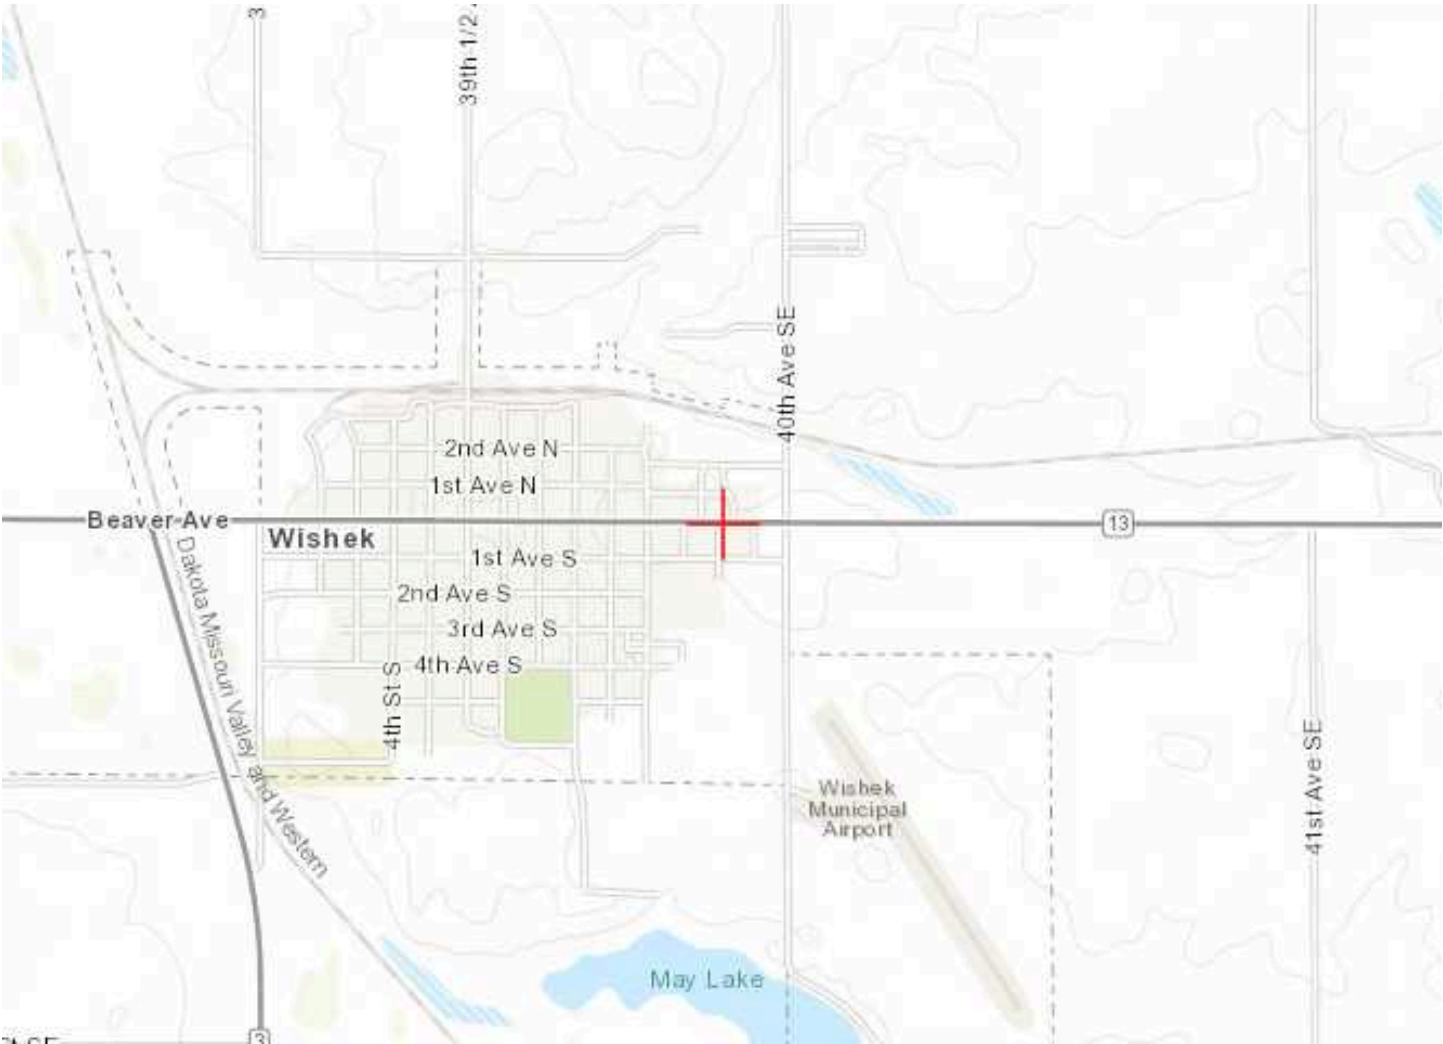 3
39th 1/2
40th Ave SE
2nd Ave N
1st Ave N
Beaver Ave
13
Wishek
1st Ave S
2nd Ave S
3rd Ave S
4th Ave S
4th St S
Dakota Missouri Valley and Western
Wishek
Municipal
Airport
41st Ave SE
May Lake
3